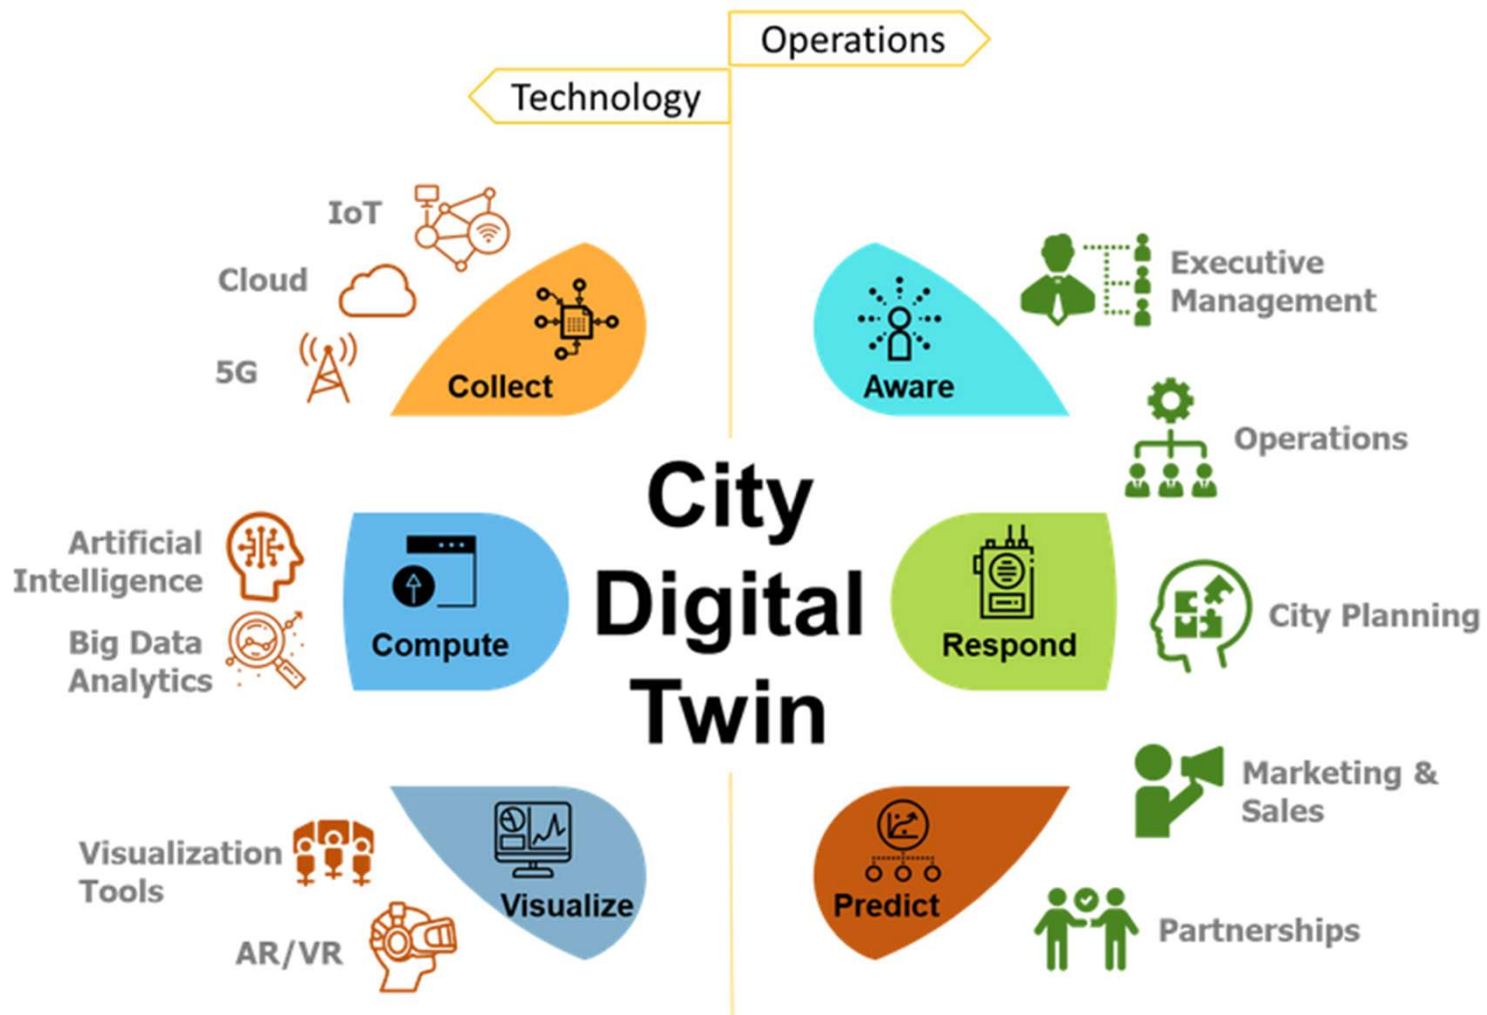 Operations
Technology
IoT
Cloud
5G
Collect
Artificial
Intelligence
Big Data
Analytics
Compute
Visualization
Tools
AR/VR
Visualize
City
Digital
Twin
Aware
Executive
Management
Operations
Respond
City Planning
Predict
Marketing &
Sales
Partnerships